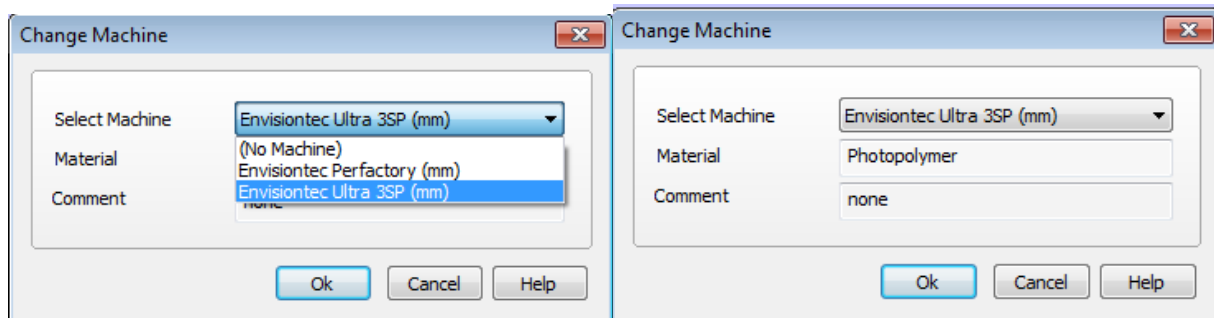 Change Machine
Select Machine Envisiontec Ultra 3SP (mm)
(No Machine)
Material Envisiontec Perfactory (mm)
Envisiontec Ultra 3SP (mm)
Comment none
Ok Cancel Help
Change Machine
Select Machine Envisiontec Ultra 3SP (mm)
Material Photopolymer
Comment none
Ok Cancel Help